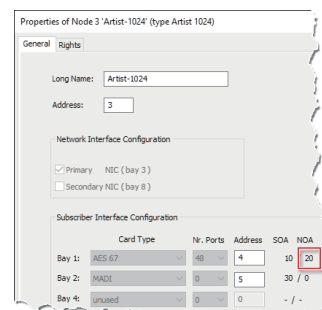 Properties of Node 3 'Artist-1024' (type Artist 1024)
General Rights
Long Name: Artist-1024
Address: 3
Network Interface Configuration
Primary NIC ( bay 3 )
Secondary NIC ( bay 8 )
Subscriber Interface Configuration
Card Type Nr. Ports Address SOA NOA
Bay 1: AES 67 48 4 10 20
Bay 2: MADI 0 5 30 / 0
Bay 4: unused 0 0 - / -